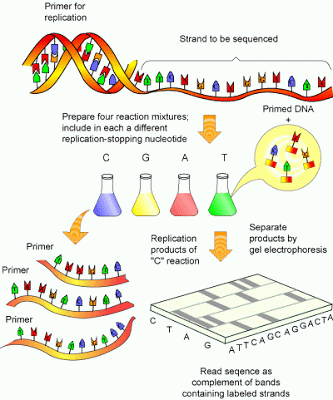 Primer for
replication
Strand to be sequenced
Prepare four reaction mixtures;
include in each a different
replication-stopping nucleotide
Primed DNA
+
C G A T
Replication
products of
"C" reaction
Separate
products by
gel electrophoresis
Primer
Primer
Primer
C T A G
ATTCAGCAGGACTA
Read seqence as
complement of bands
containing labeled strands